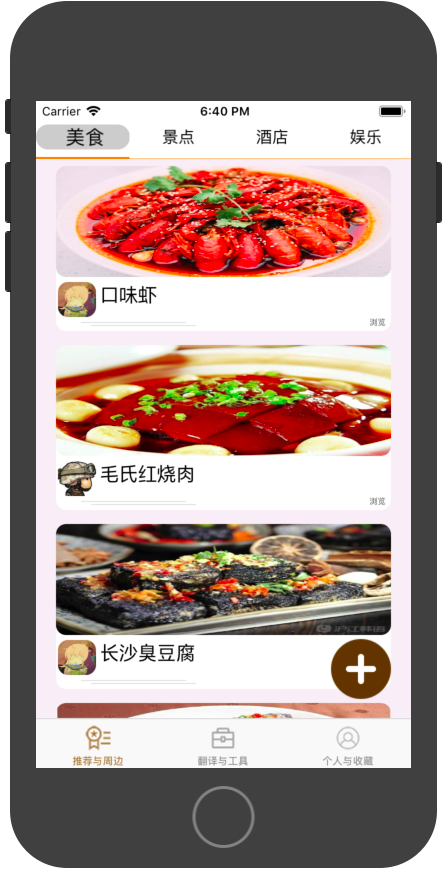 Carrier 6:40 PM
美食 景点 酒店 娱乐
口味虾
浏览
毛氏红烧肉
浏览
长沙臭豆腐
推荐与周边 翻译与工具 个人与收藏